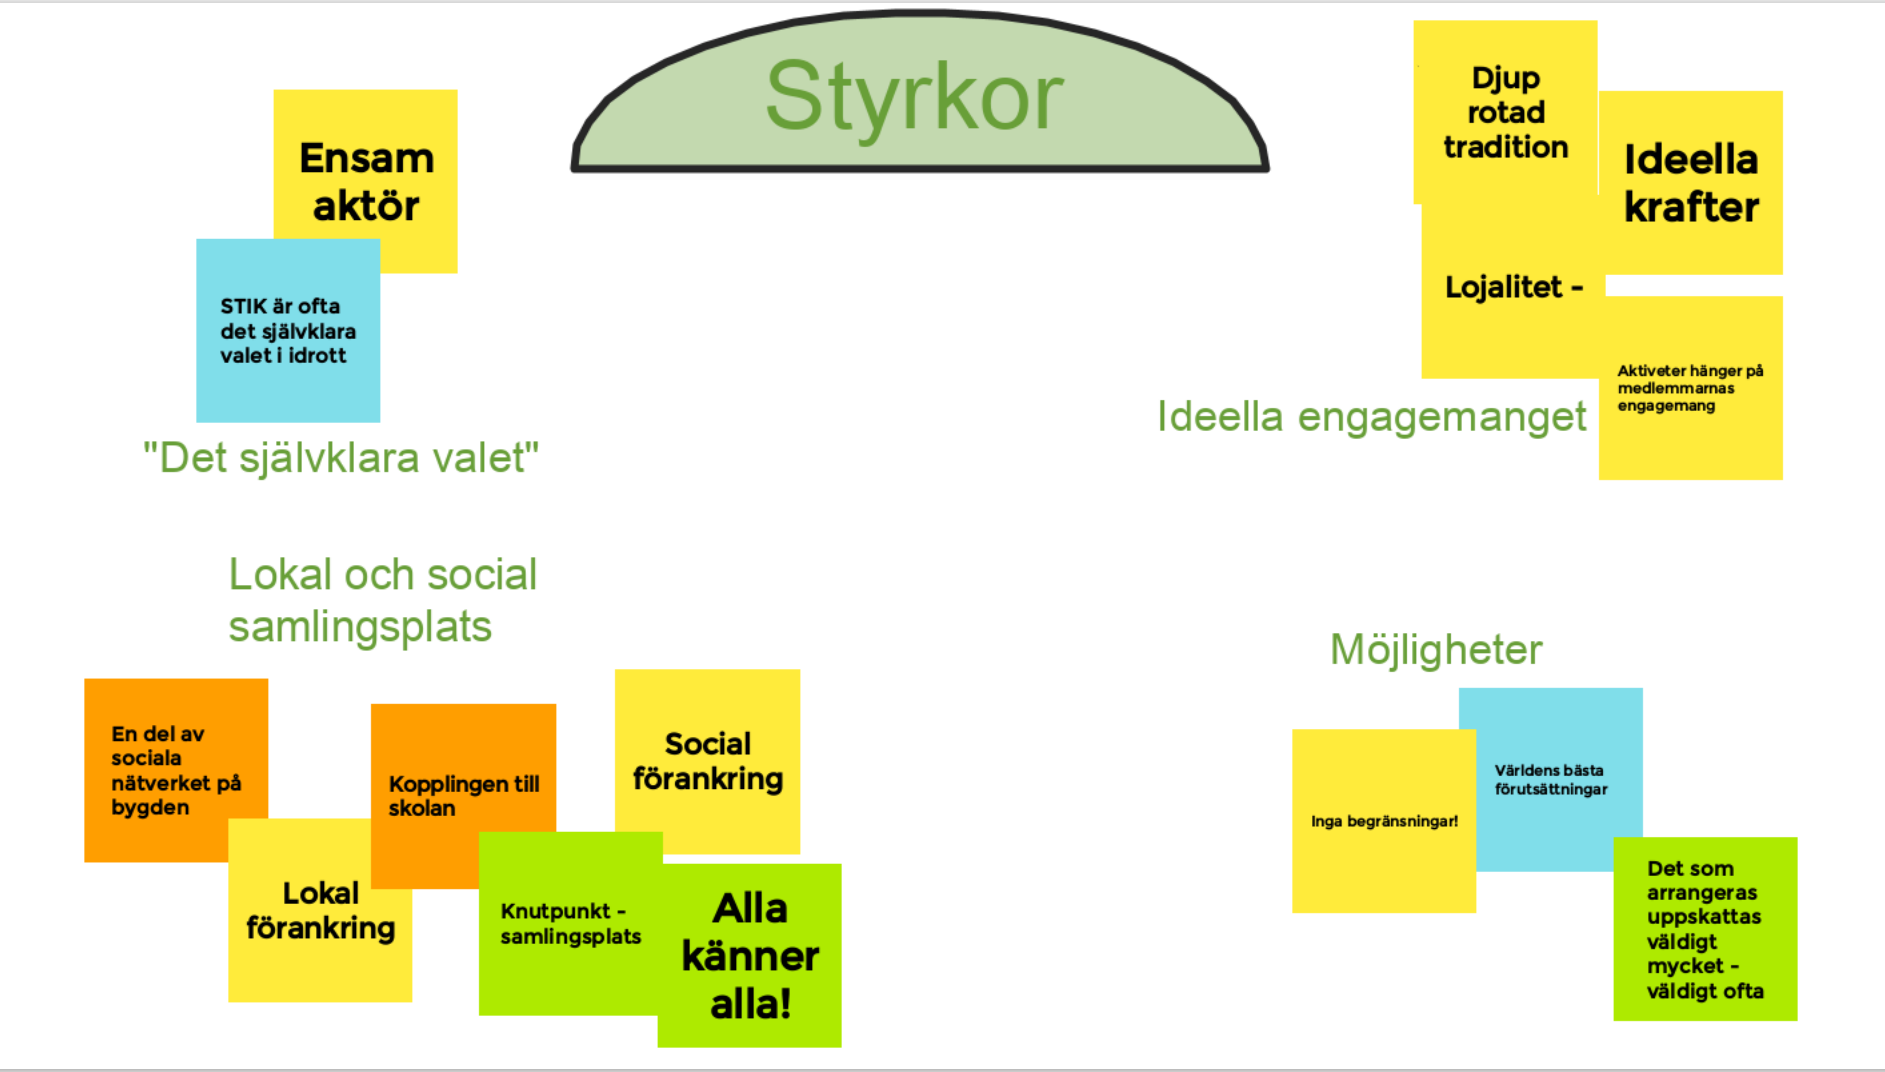 Styrkor
Ensam
aktör
STIK är ofta
det självklara
valet i idrott
"Det självklara valet"
Djup
rotad
tradition
Ideella
krafter
Lojalitet -
Aktiveter hänger på
medlemmarnas
engagemang
Ideella engagemanget
Lokal och social
samlingsplats
En del av
sociala
nätverket på
bygden
Lokal
förankring
Kopplingen till
skolan
Knutpunkt -
samlingsplats
Social
förankring
Alla
känner
alla!
Möjligheter
Inga begränsningar!
Världens bästa
förutsättningar
Det som
arrangeras
uppskattas
väldigt
mycket -
väldigt ofta